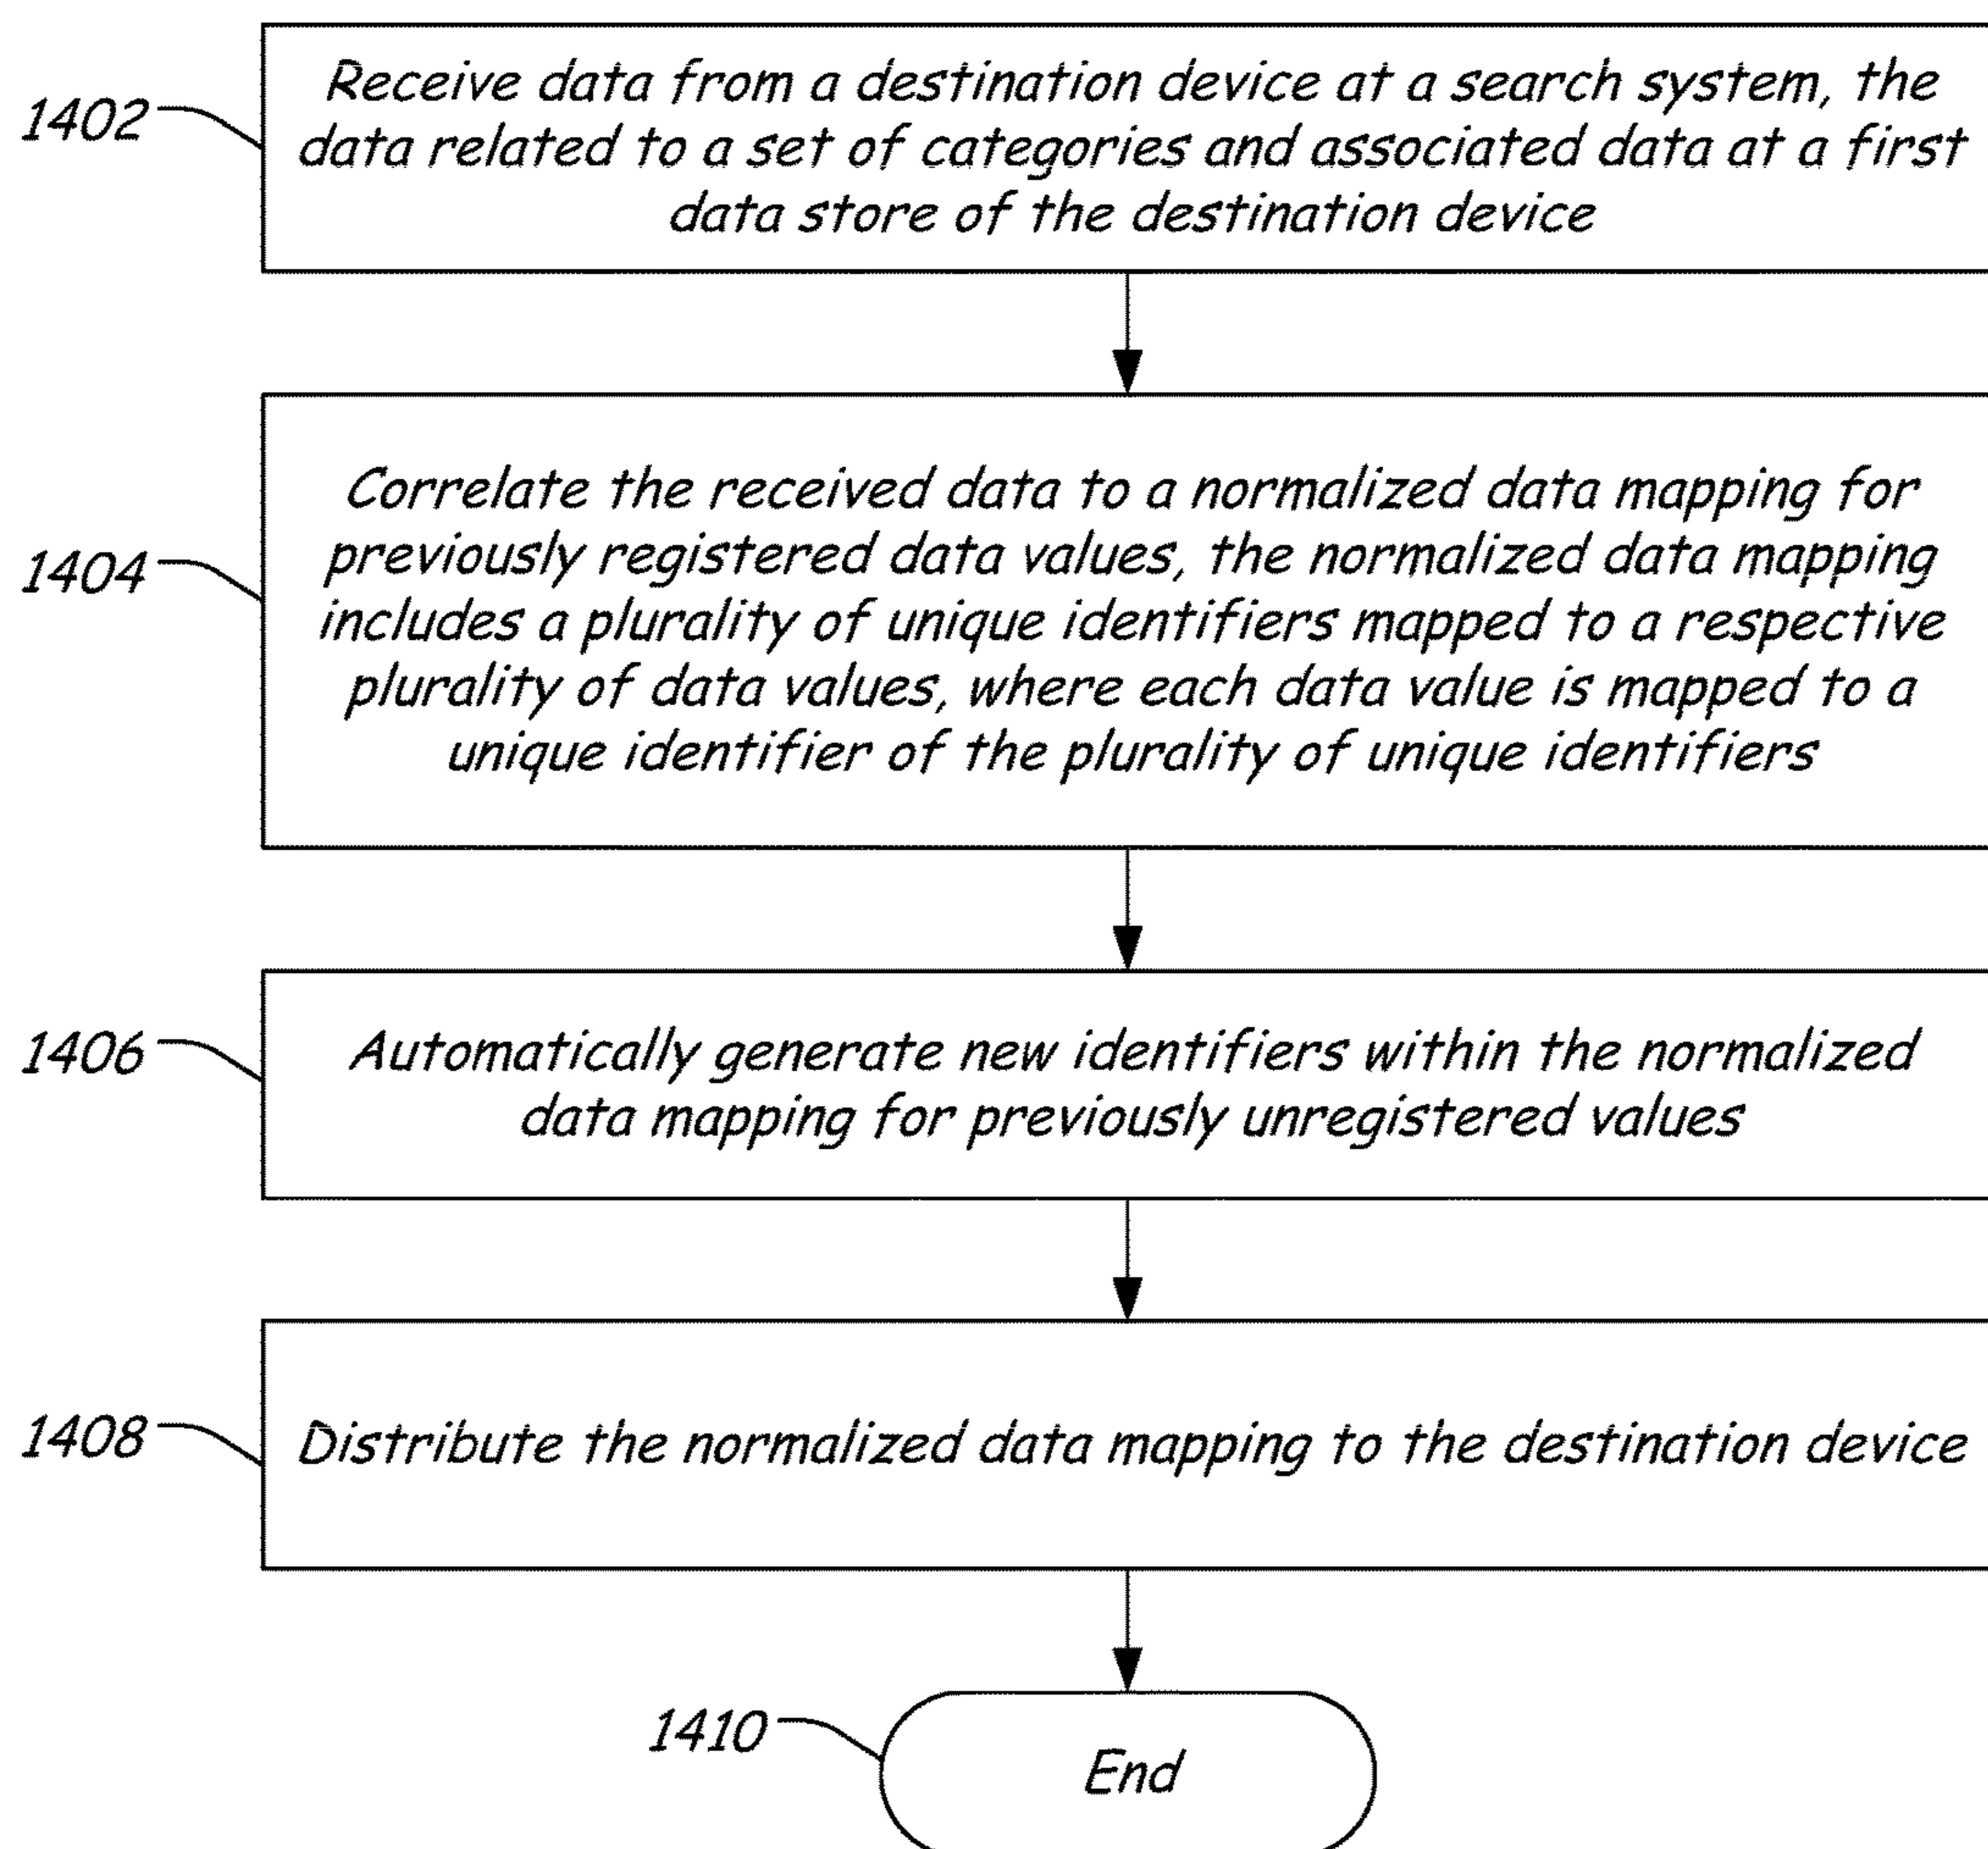 1402
Receive data from a destination device at a search system, the
data related to a set of categories and associated data at a first
data store of the destination device
1404
Correlate the received data to a normalized data mapping for
previously registered data values, the normalized data mapping
includes a plurality of unique identifiers mapped to a respective
plurality of data values, where each data value is mapped to a
unique identifier of the plurality of unique identifiers
1406
Automatically generate new identifiers within the normalized
data mapping for previously unregistered values
1408
Distribute the normalized data mapping to the destination device
1410
End